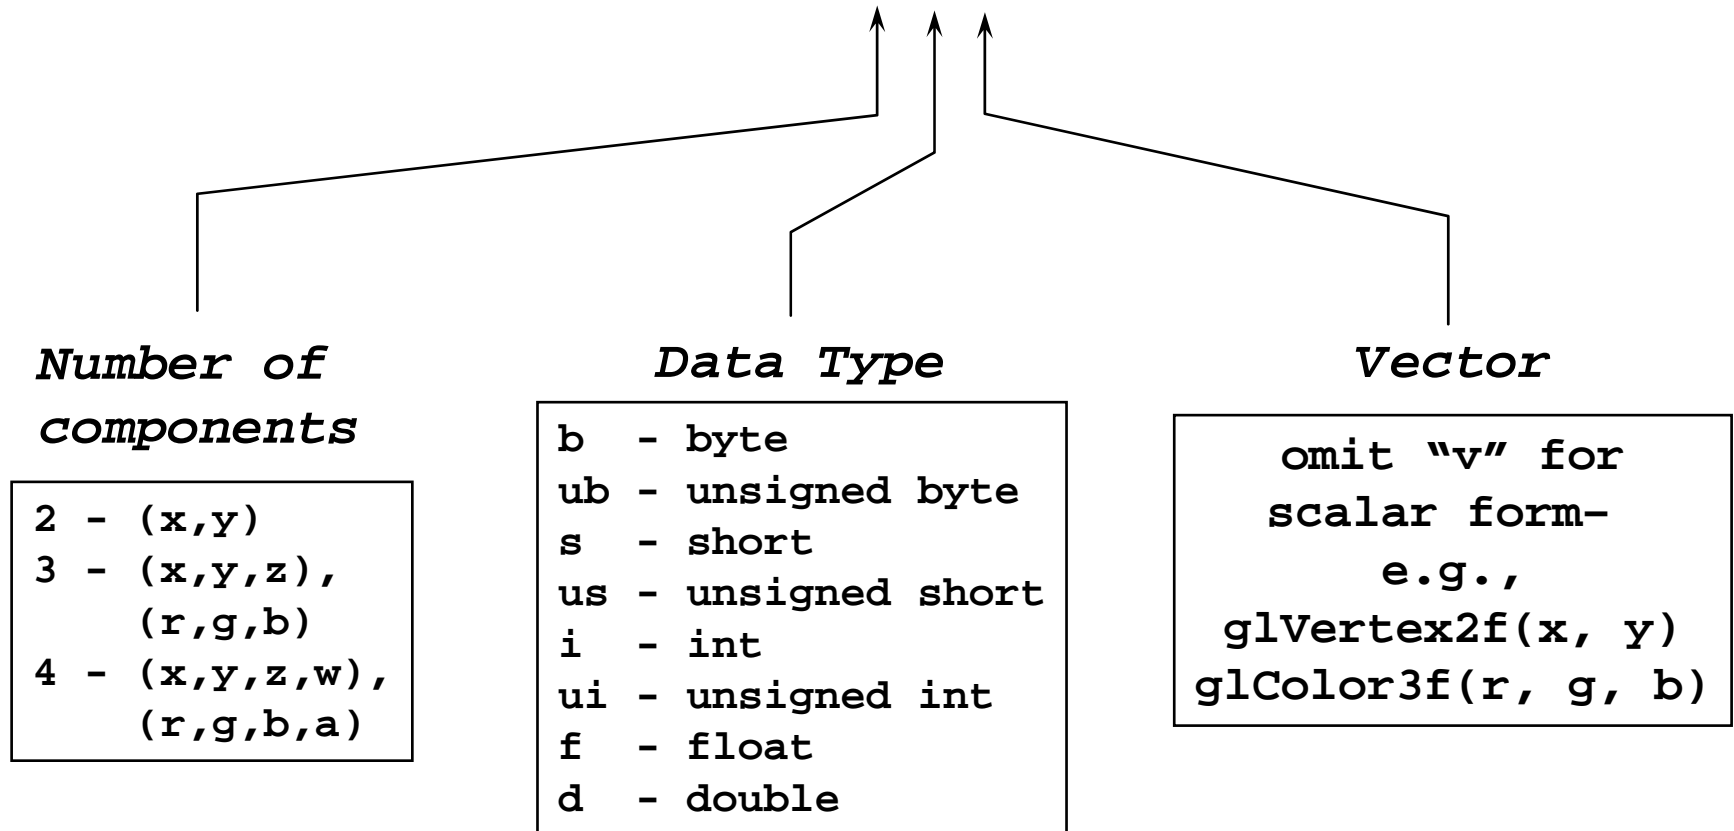 Number of
components
2 - (x,y)
3 - (x,y,z),
(r,g,b)
4 - (x,y,z,w),
(r,g,b,a)
Data Type
b - byte
ub - unsigned byte
s - short
us - unsigned short
i - int
ui - unsigned int
f - float
d - double
Vector
omit “v” for
scalar form–
e.g.,
glVertex2f(x, y)
glColor3f(r, g, b)